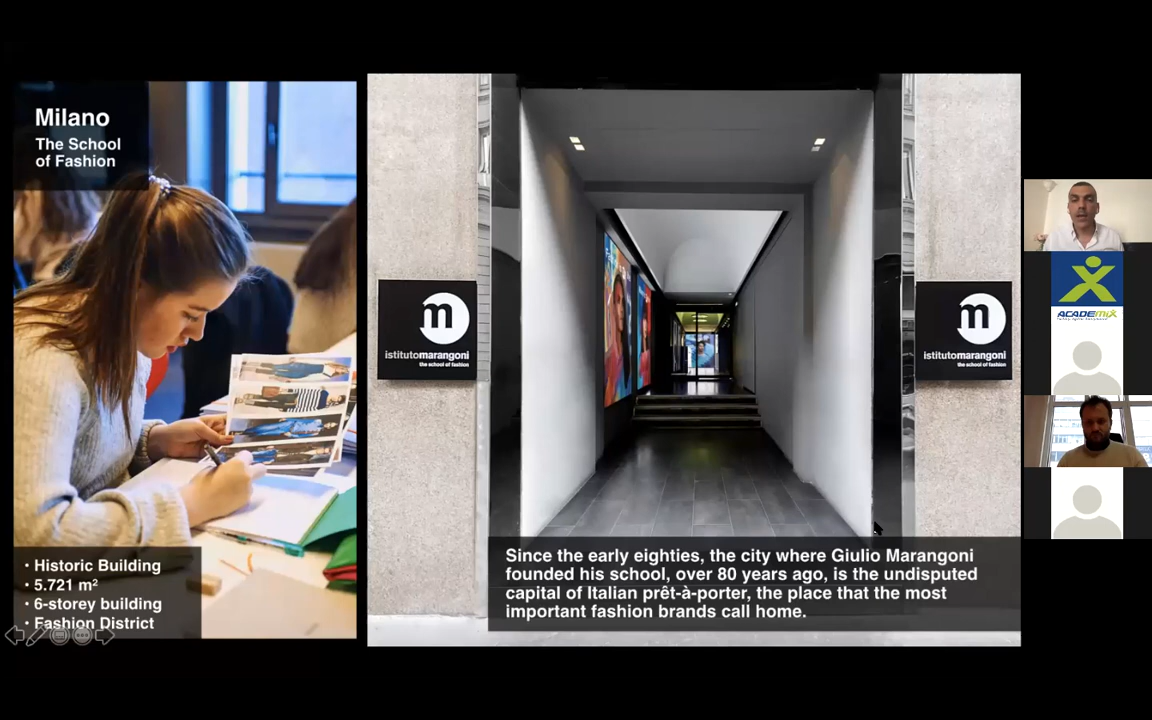 Milano
The School
of Fashion
• Historic Building
• 5.721 m²
• 6-storey building
• Fashion District
m
istitutomarangoni
the school of fashion
m
istitutomarangoni
the school of fashion
Since the early eighties, the city where Giulio Marangoni
founded his school, over 80 years ago, is the undisputed
capital of Italian prêt-à-porter, the place that the most
important fashion brands call home.
ACADEMIX